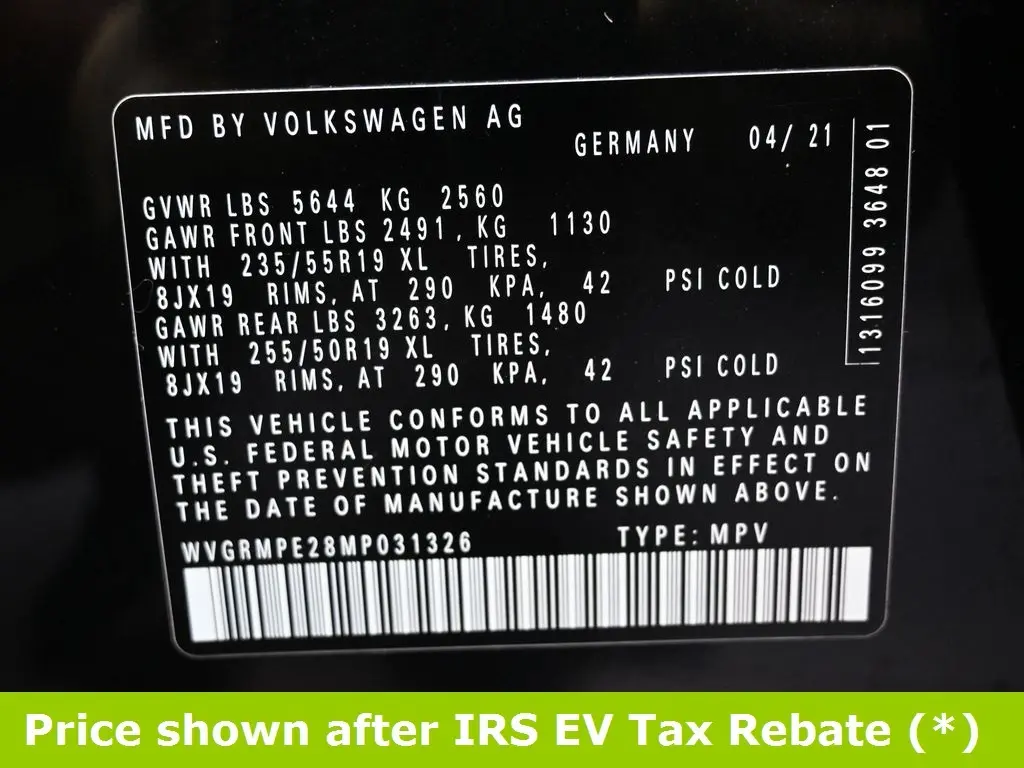 MFD BY VOLKSWAGEN AG
GERMANY 04/ 21
GVWR LBS 5644 KG 2560
GAWR FRONT LBS 2491, KG 1130
WITH 235/55R19 XL TIRES,
8JX19 RIMS, AT 290 KPA, 42 PSI COLD
GAWR REAR LBS 3263, KG 1480
WITH 255/50R19 XL TIRES,
8JX19 RIMS, AT 290 KPA, 42 PSI COLD
THIS VEHICLE CONFORMS TO ALL APPLICABLE
U.S. FEDERAL MOTOR VEHICLE SAFETY AND
THEFT PREVENTION STANDARDS IN EFFECT ON
THE DATE OF MANUFACTURE SHOWN ABOVE.
WVGRMPE28MP031326 TYPE: MPV
1316099 3648 01
Price shown after IRS EV Tax Rebate (*)